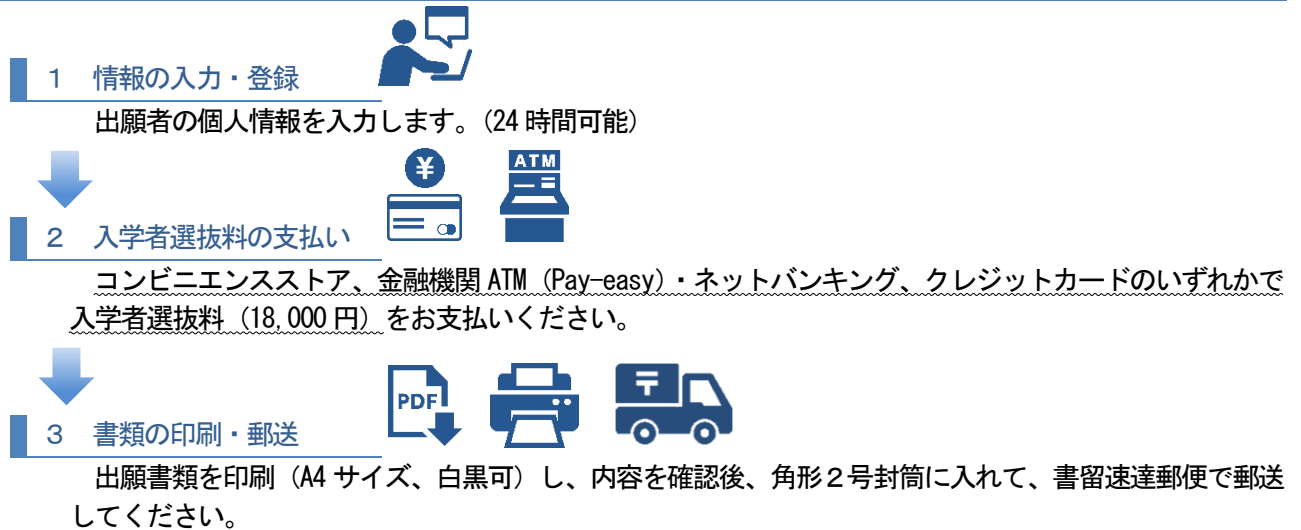 １　情報の入力・登録
出願者の個人情報を入力します。（24 時間可能）
¥
ATM
２　入学者選抜料の支払い
コンビニエンスストア、金融機関 ATM（Pay-easy）・ネットバンキング、クレジットカードのいずれかで
入学者選抜料（18,000 円）をお支払いください。
PDF
〒
３　書類の印刷・郵送
出願書類を印刷（A4 サイズ、白黒可）し、内容を確認後、角形２号封筒に入れて、書留速達郵便で郵送
してください。